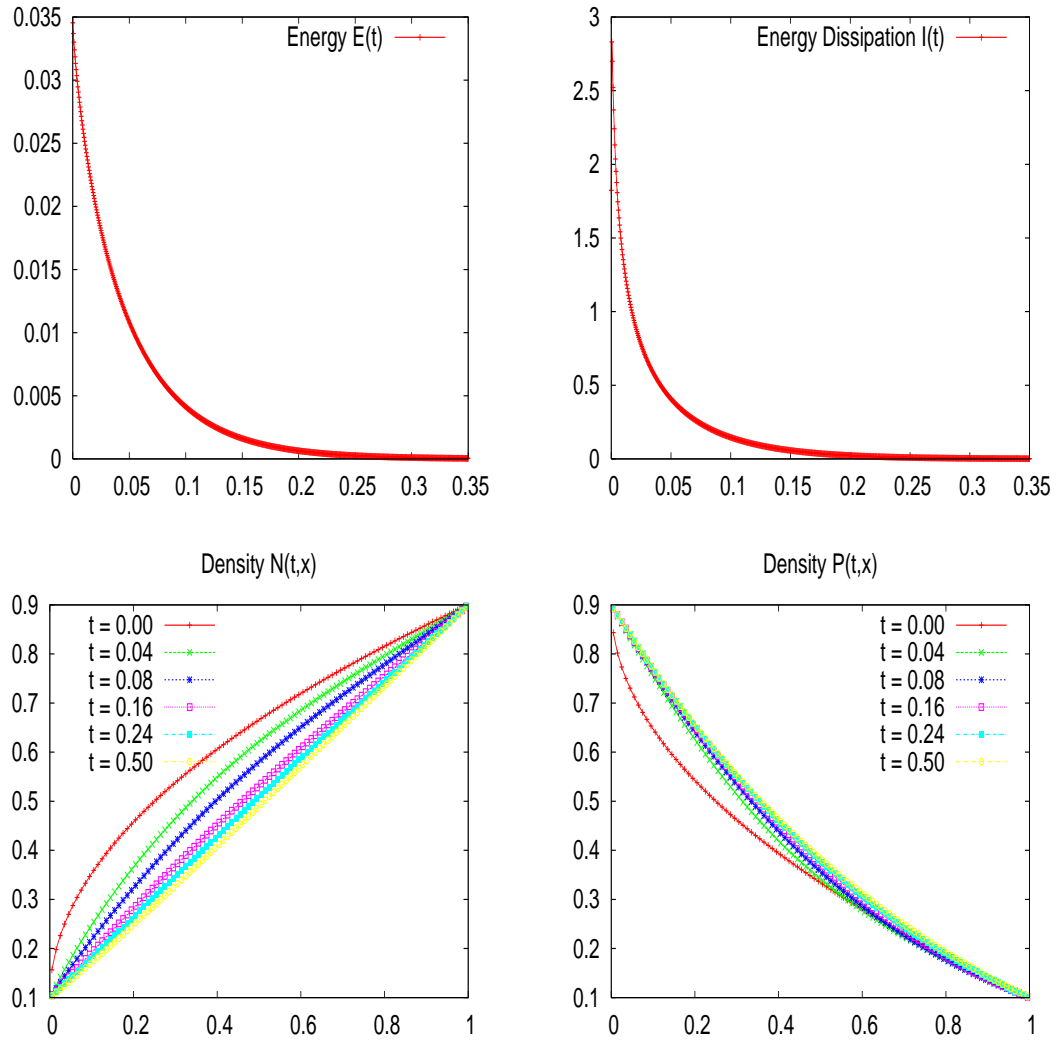 Energy E(t)
0.035
0.03
0.025
0.02
0.015
0.01
0.005
0
0 0.05 0.1 0.15 0.2 0.25 0.3 0.35
Energy Dissipation I(t)
3
2.5
2
1.5
1
0.5
0
0 0.05 0.1 0.15 0.2 0.25 0.3 0.35
Density N(t,x)
0.9
0.8
0.7
0.6
0.5
0.4
0.3
0.2
0.1
0 0.2 0.4 0.6 0.8 1
t = 0.00
t = 0.04
t = 0.08
t = 0.16
t = 0.24
t = 0.50
Density P(t,x)
0.9
0.8
0.7
0.6
0.5
0.4
0.3
0.2
0.1
0 0.2 0.4 0.6 0.8 1
t = 0.00
t = 0.04
t = 0.08
t = 0.16
t = 0.24
t = 0.50